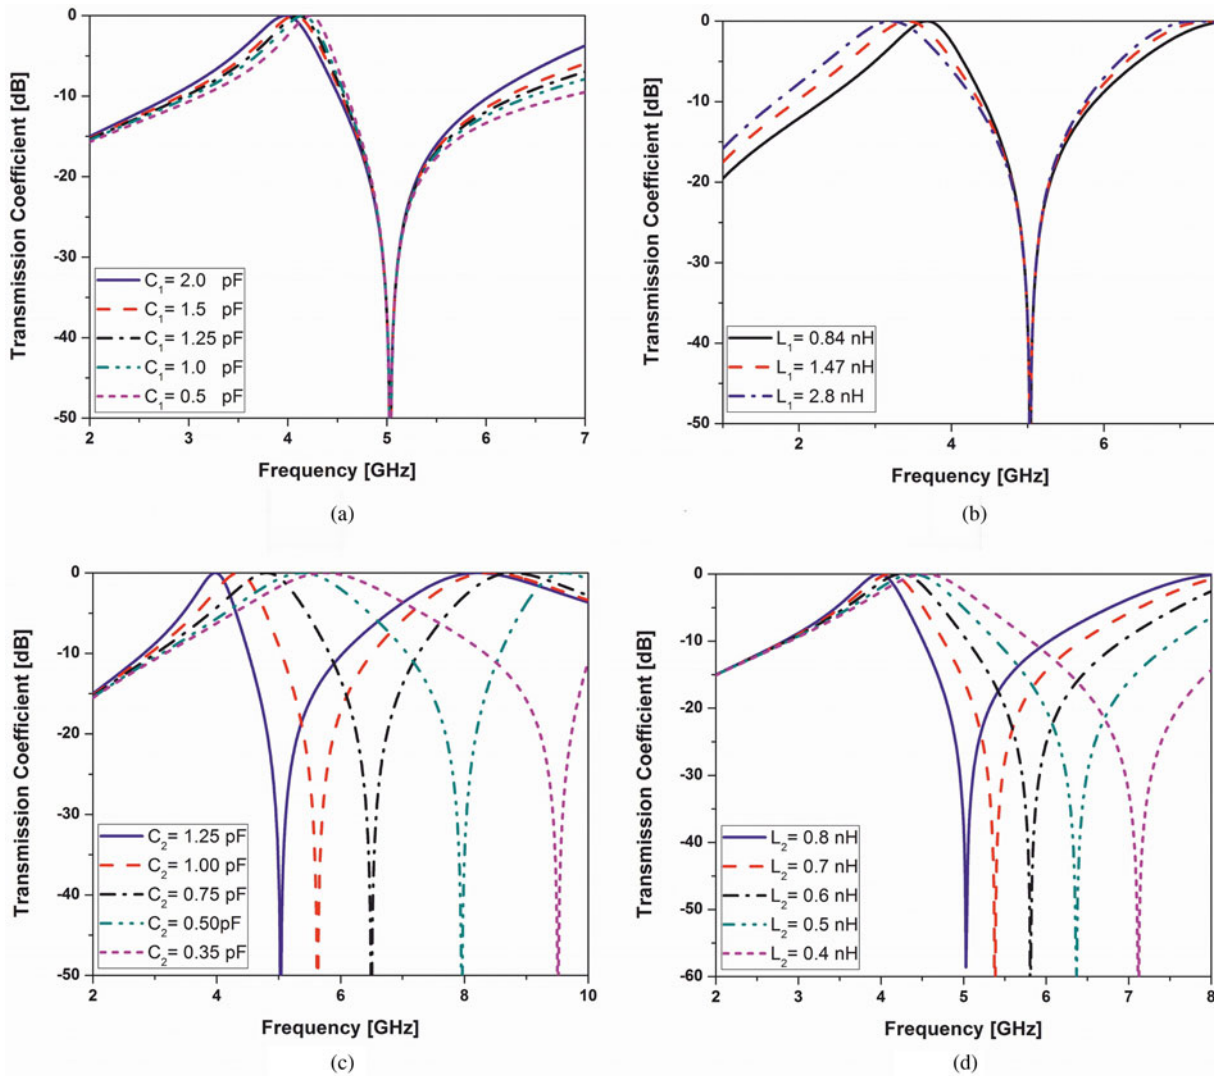 0
-10
-20
-30
-40
-50
Transmission Coefficient [dB]
C₁= 2.0 pF
C₁= 1.5 pF
C₁= 1.25 pF
C₁= 1.0 pF
C₁= 0.5 pF
2 3 4 5 6 7
Frequency [GHz]
(a)
0
-10
-20
-30
-40
-50
Transmission Coefficient [dB]
L₁= 0.84 nH
L₁= 1.47 nH
L₁= 2.8 nH
2 4 6
Frequency [GHz]
(b)
0
-10
-20
-30
-40
-50
Transmission Coefficient [dB]
C₂= 1.25 pF
C₂= 1.00 pF
C₂= 0.75 pF
C₂= 0.50pF
C₂= 0.35 pF
2 4 6 8 10
Frequency [GHz]
(c)
0
-10
-20
-30
-40
-50
-60
Transmission Coefficient [dB]
L₂= 0.8 nH
L₂= 0.7 nH
L₂= 0.6 nH
L₂= 0.5 nH
L₂= 0.4 nH
2 3 4 5 6 7 8
Frequency [GHz]
(d)